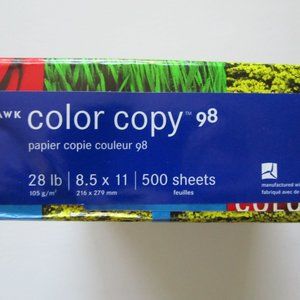 AWK color copy™ 98
papier copie couleur 98
28 lb | 8.5 x 11 | 500 sheets
105 g/m² 216 x 279 mm feuilles
manufactured wi
fabriqué avec de
COLO